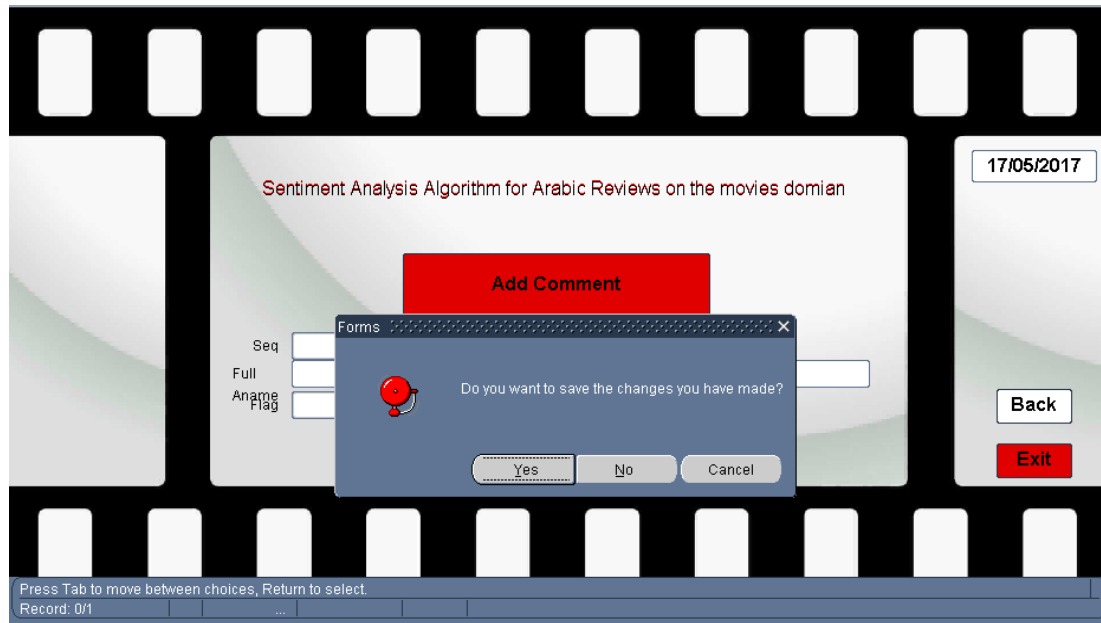 17/05/2017
Sentiment Analysis Algorithm for Arabic Reviews on the movies domian
Add Comment
Forms
Seq
Full
Aname
Flag
Do you want to save the changes you have made?
Yes
No
Cancel
Back
Exit
Press Tab to move between choices, Return to select.
Record: 0/1
...